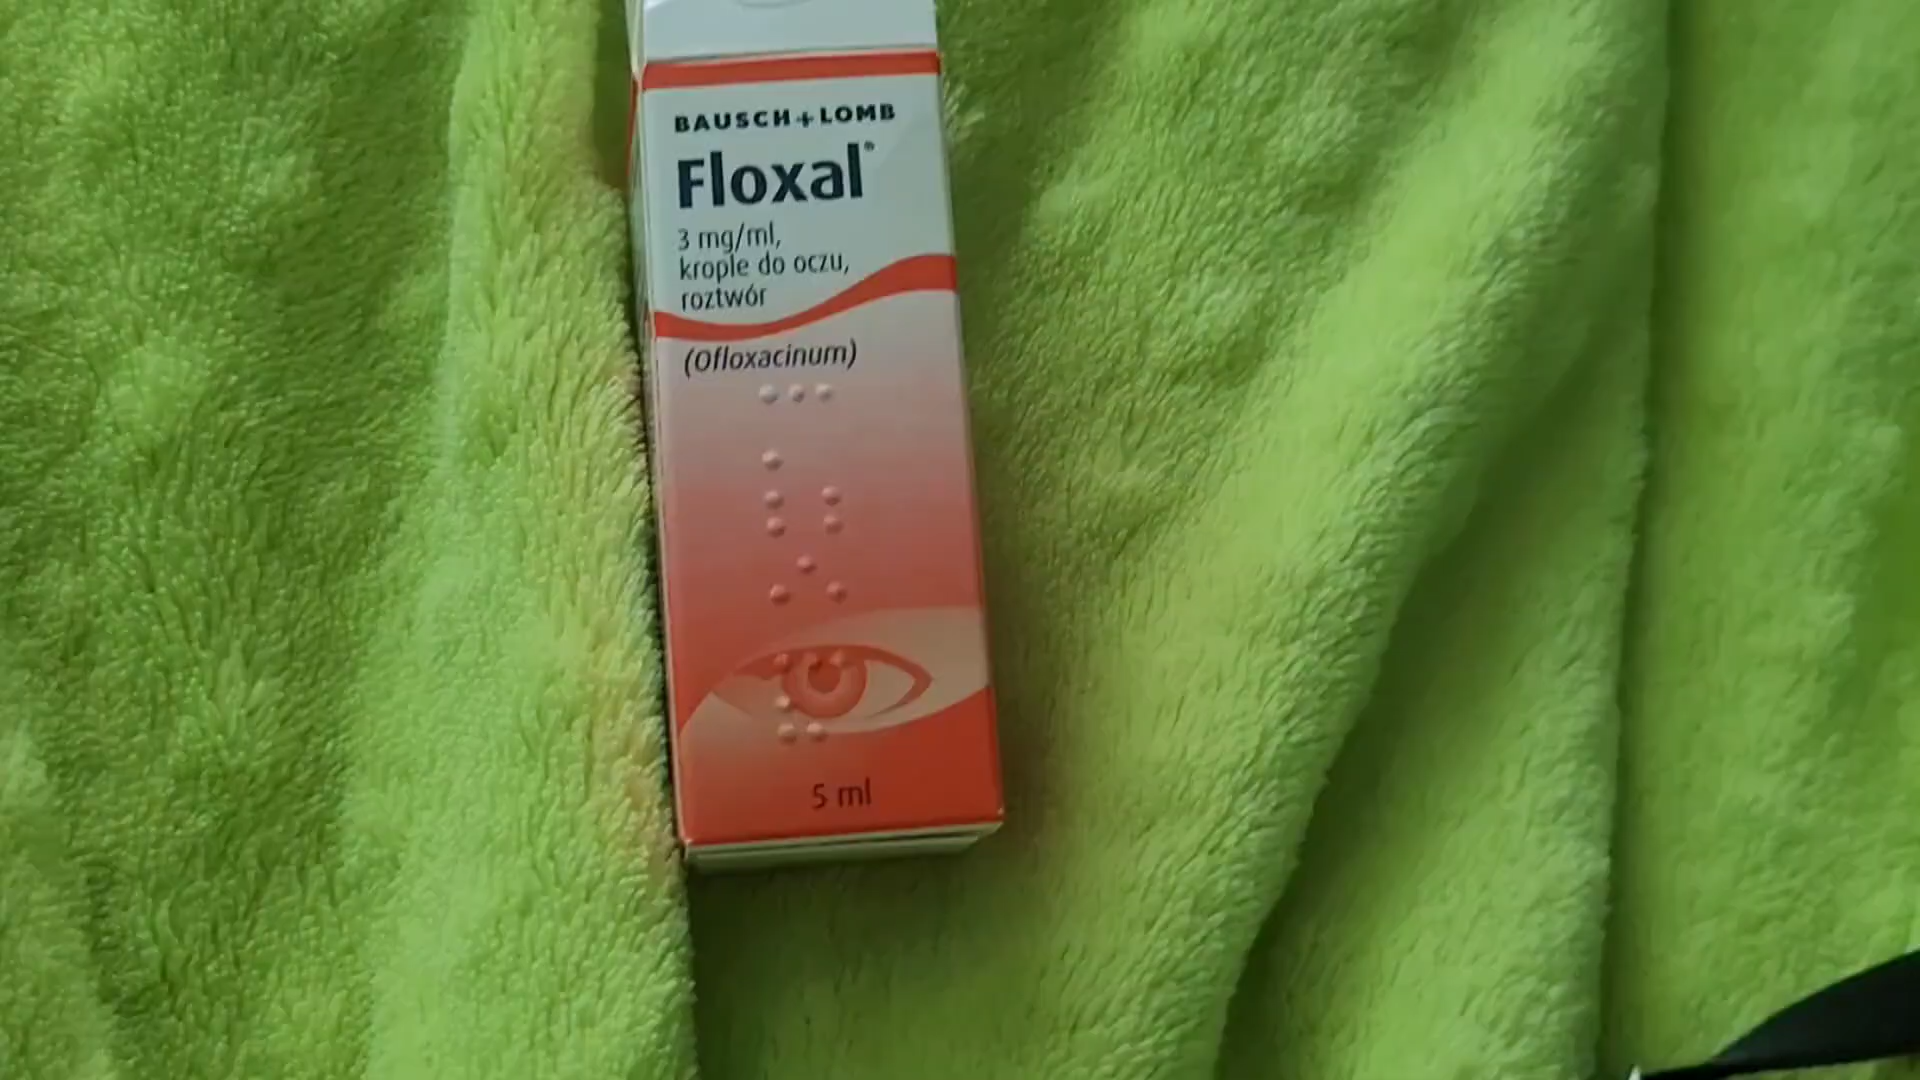 BAUSCH+LOMB
Floxal®
3 mg/ml,
krople do oczu,
roztwór
(Ofloxacinum)
5 ml